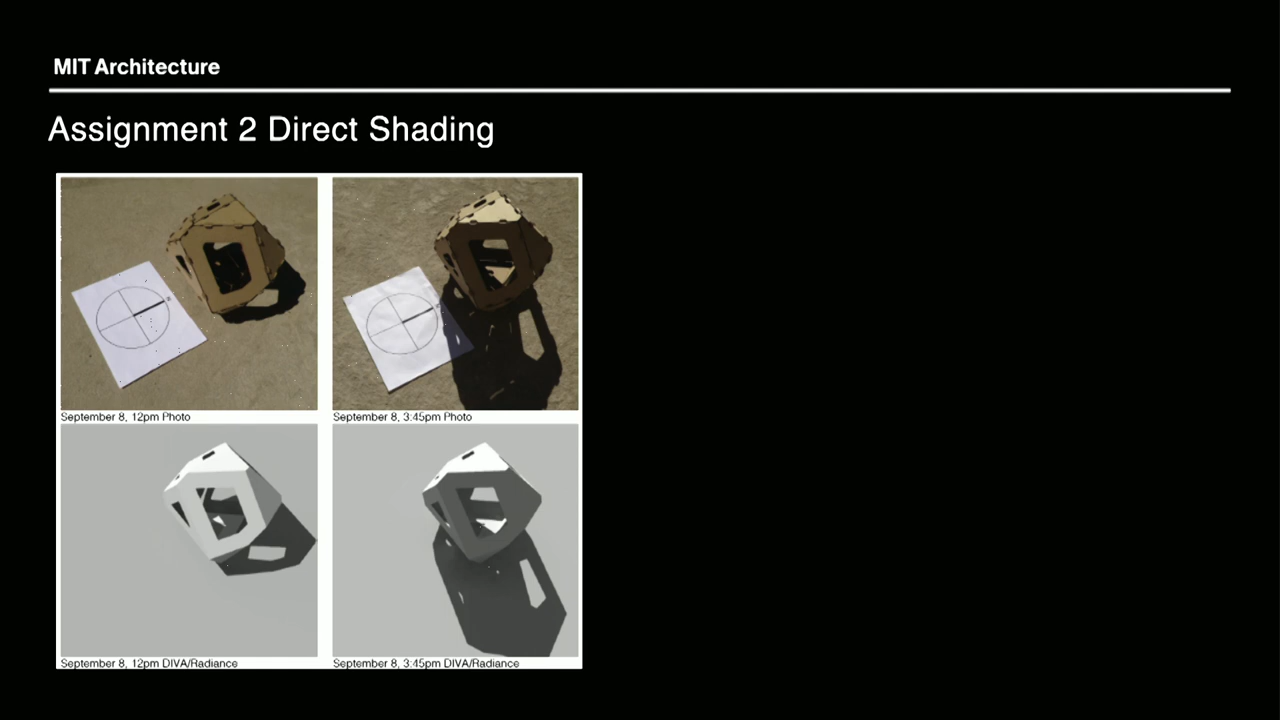 MIT Architecture
Assignment 2 Direct Shading
September 8, 12pm Photo
September 8, 3:45pm Photo
September 8, 12pm DIVA/Radiance
September 8, 3:45pm DIVA/Radiance